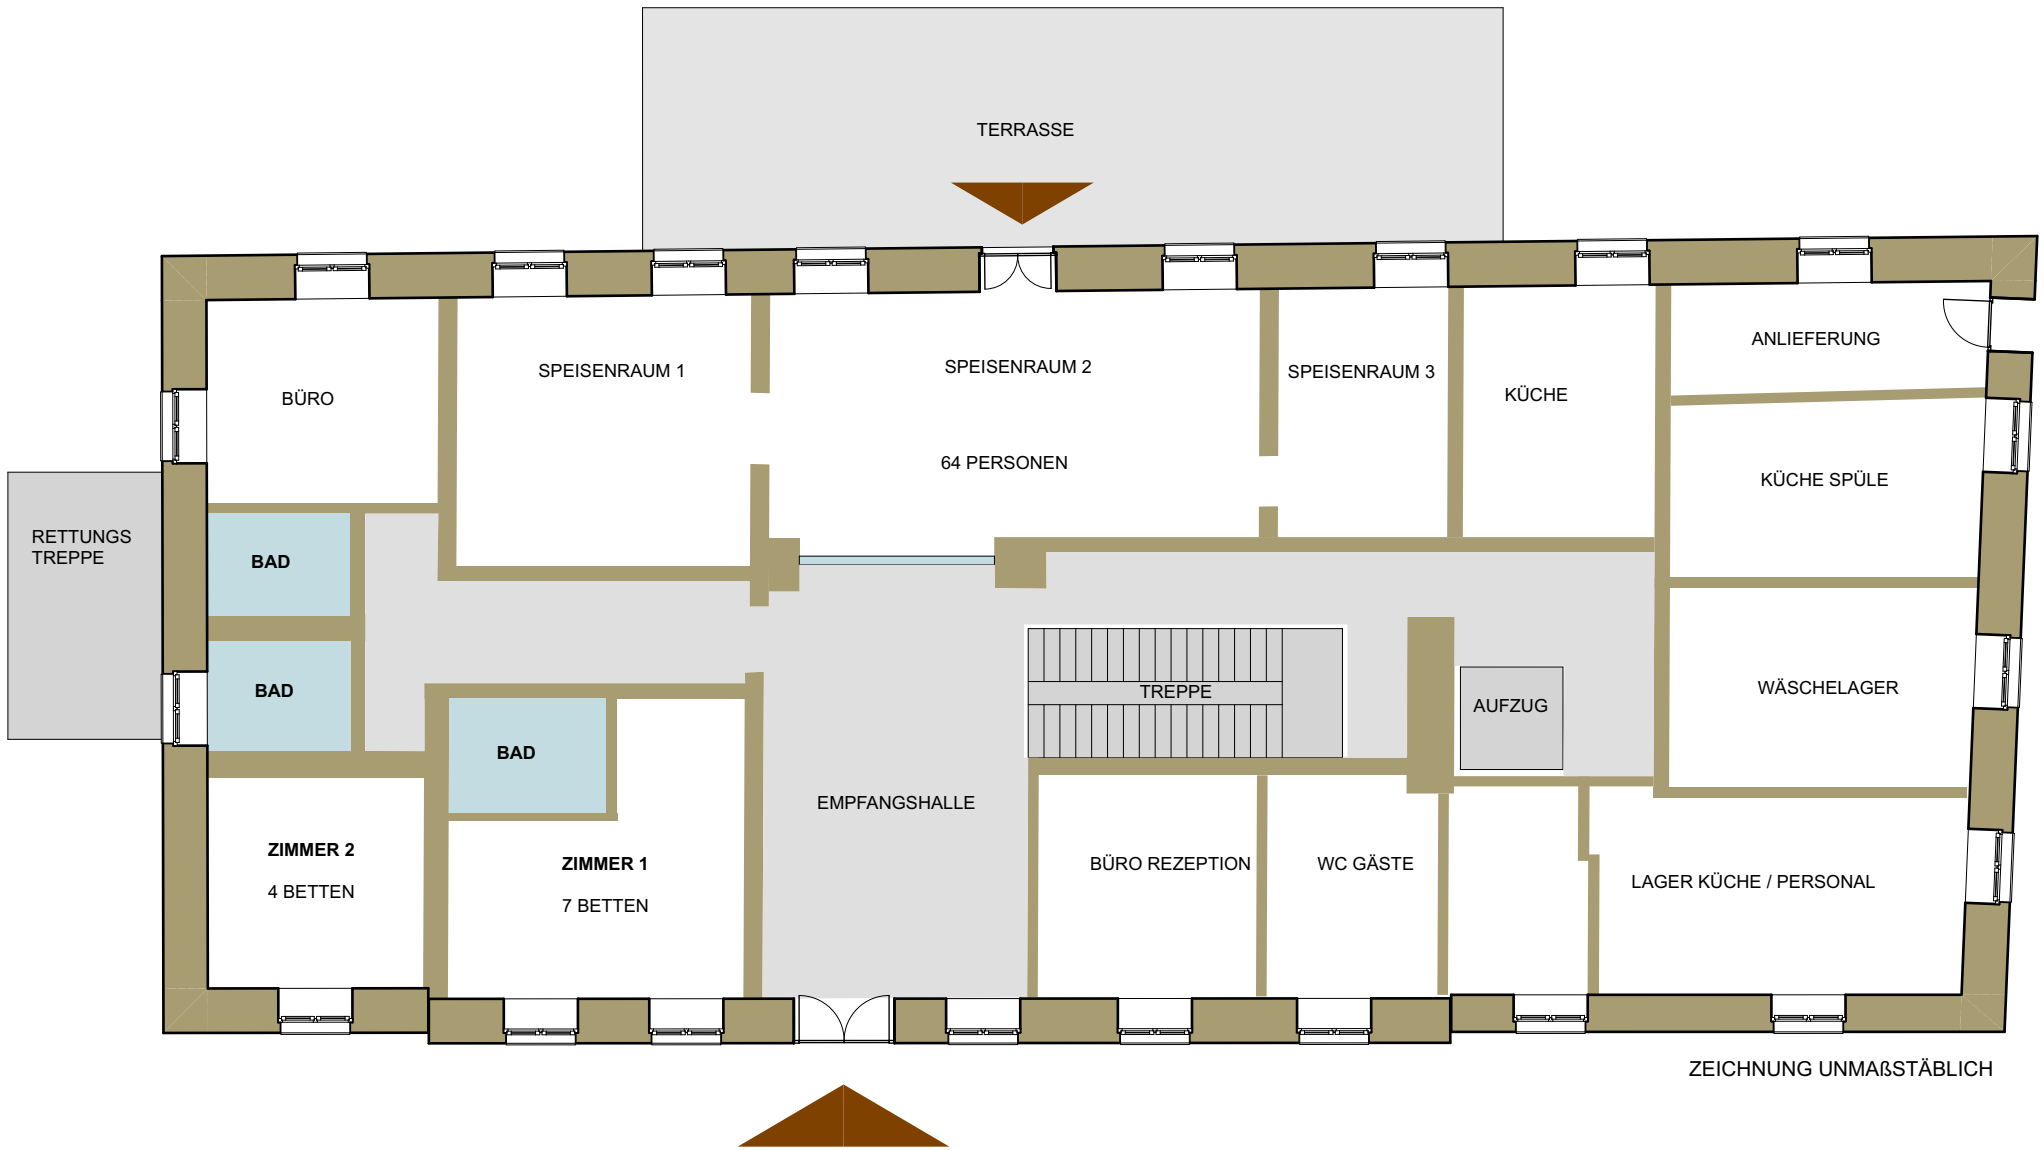 TERRASSE
ANLIEFERUNG
SPEISENRAUM 1
SPEISENRAUM 2
SPEISENRAUM 3
KÜCHE
BÜRO
64 PERSONEN
KÜCHE SPÜLE
RETTUNGS
TREPPE
BAD
BAD
TREPPE
AUFZUG
WÄSCHELAGER
BAD
EMPFANGSHALLE
ZIMMER 2
4 BETTEN
ZIMMER 1
7 BETTEN
BÜRO REZEPTION
WC GÄSTE
LAGER KÜCHE / PERSONAL
ZEICHNUNG UNMAßSTÄBLICH